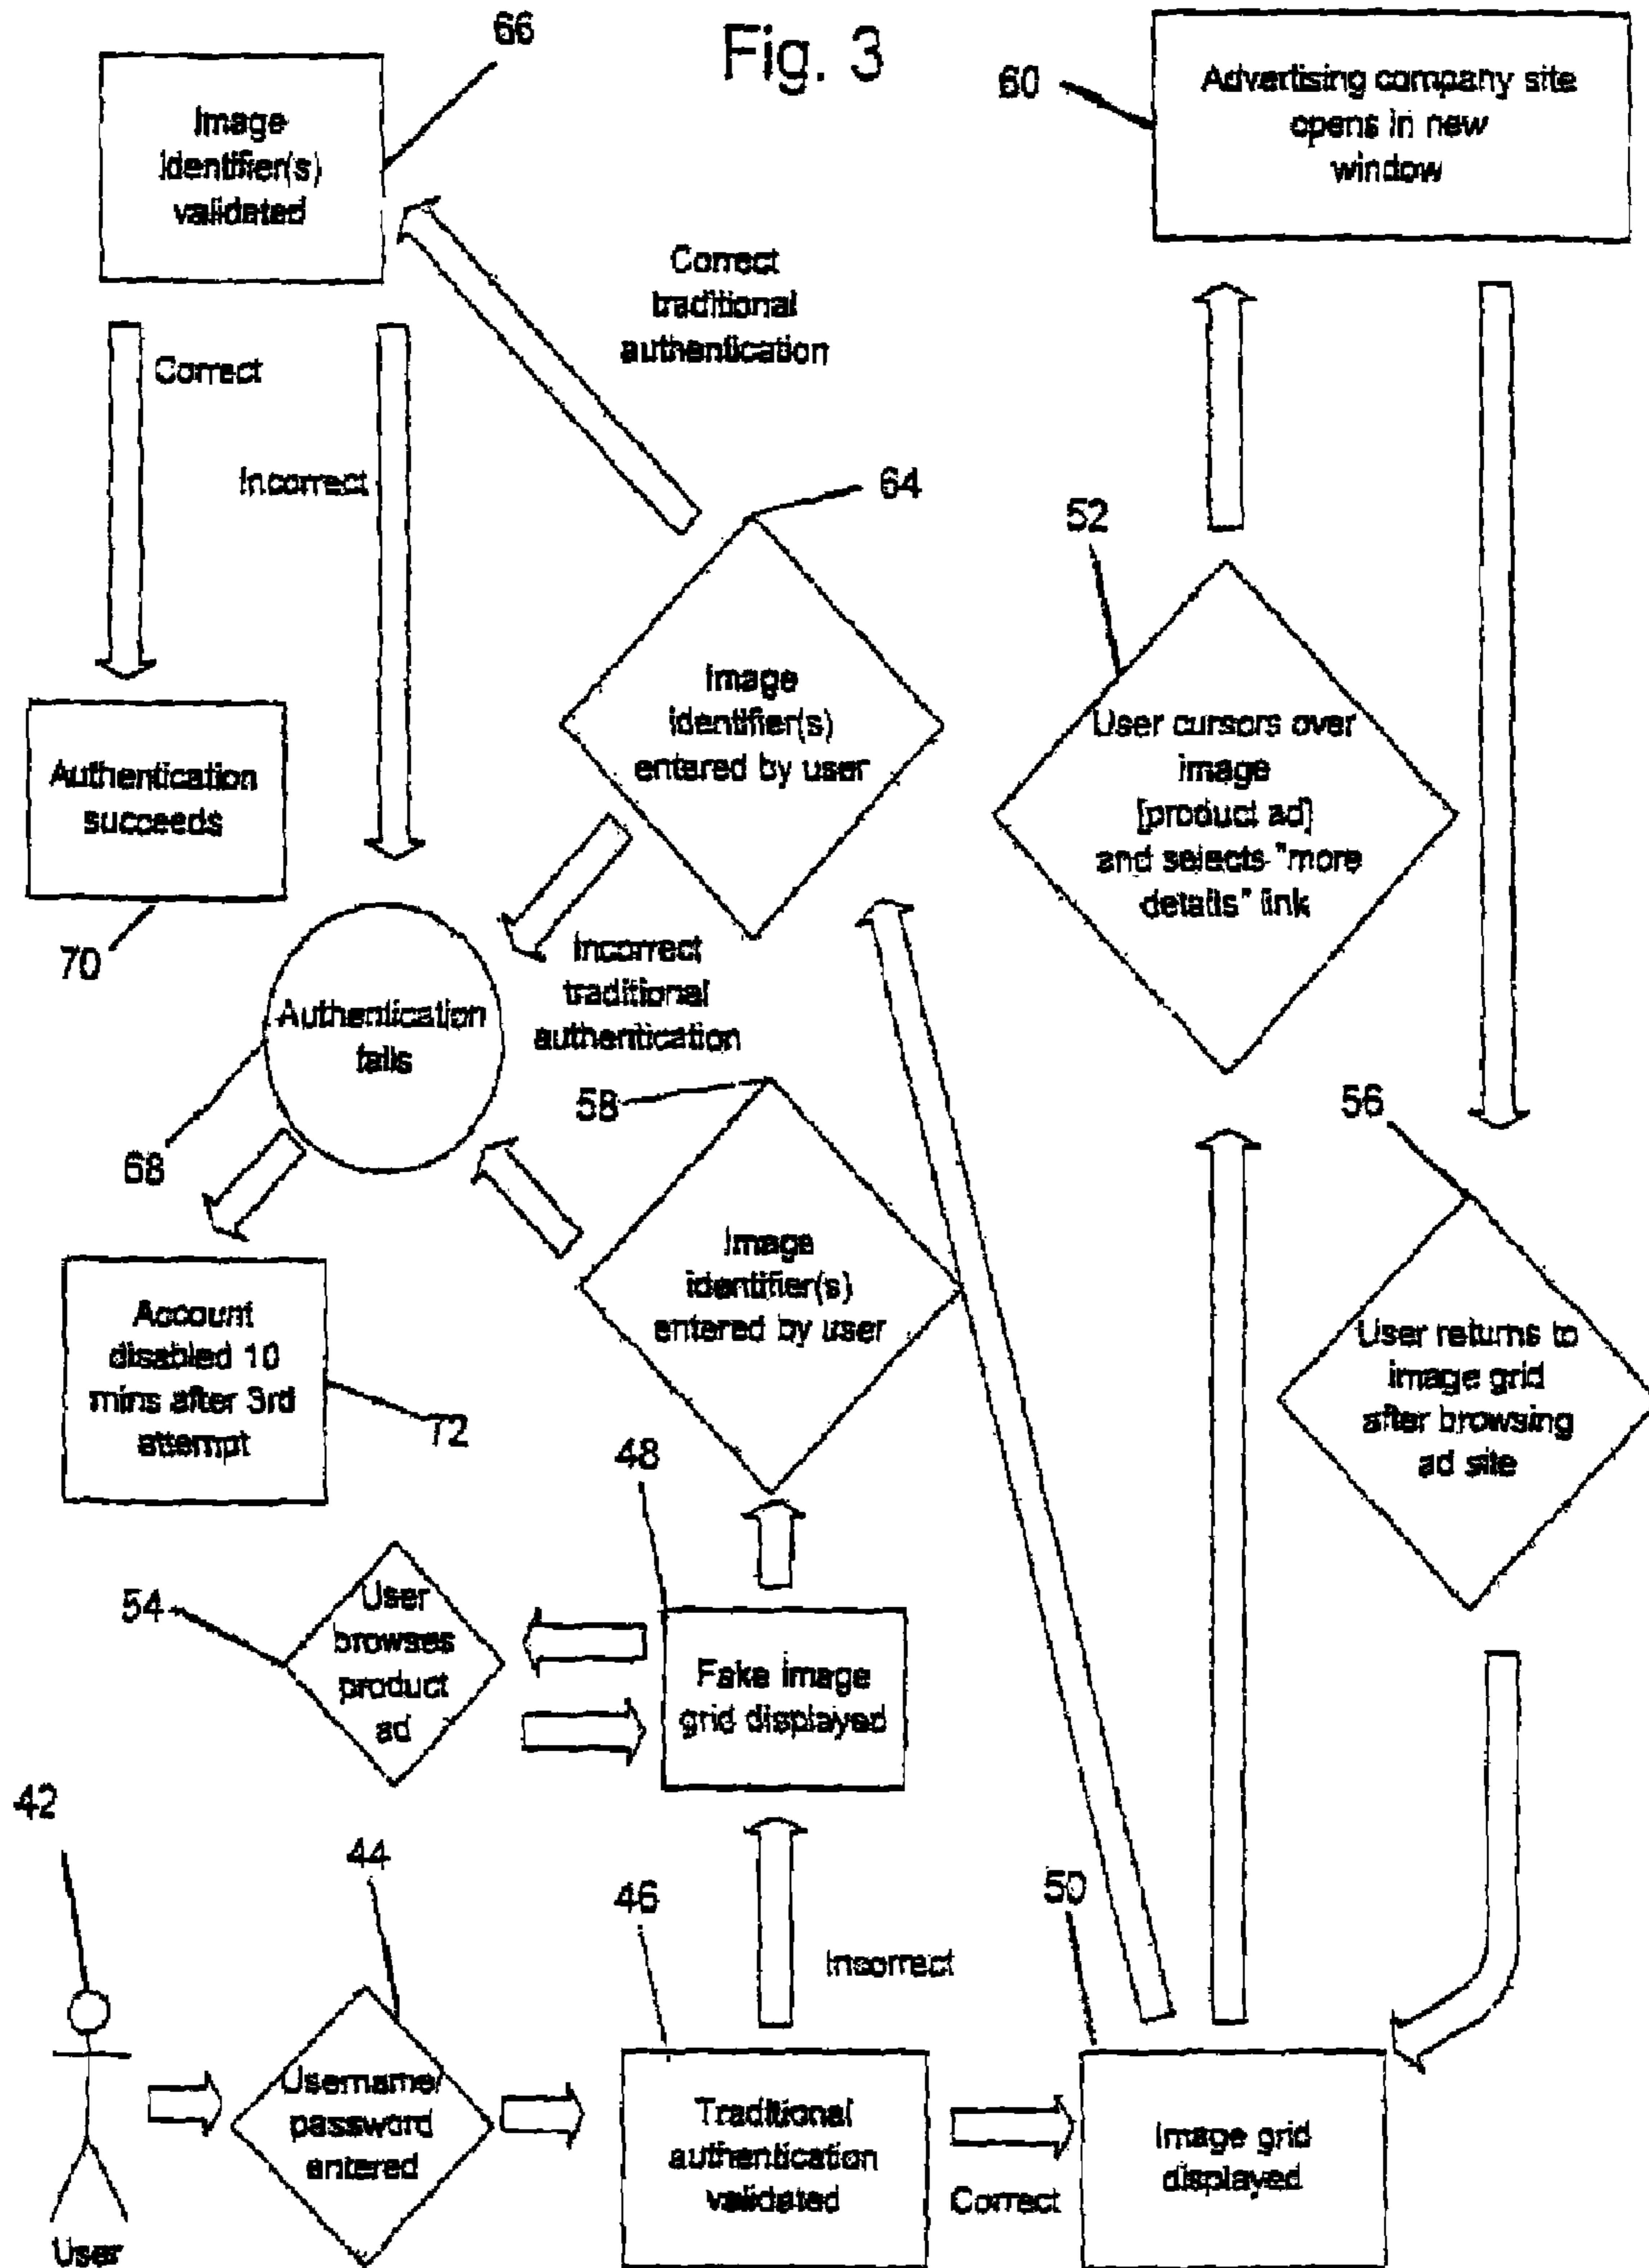 Fig. 3
66
Image
identifier(s)
validated
60
Advertising company site
opens in new
window
Correct
traditional
authentication
Correct
Incorrect
64
52
Image
identifier(s)
entered by user
User cursors over
image
[product ad]
and selects "more
details" link
Authentication
succeeds
70
Incorrect
traditional
authentication
Authentication
fails
68
58
56
Image
identifier(s)
entered by user
User returns to
image grid
after browsing
ad site
Account
disabled 10
mins after 3rd
attempt
72
48
54
User
browses
product
ad
Fake image
grid displayed
42
44
46
Incorrect
50
User
Username/
password
entered
Traditional
authentication
validated
Correct
Image grid
displayed